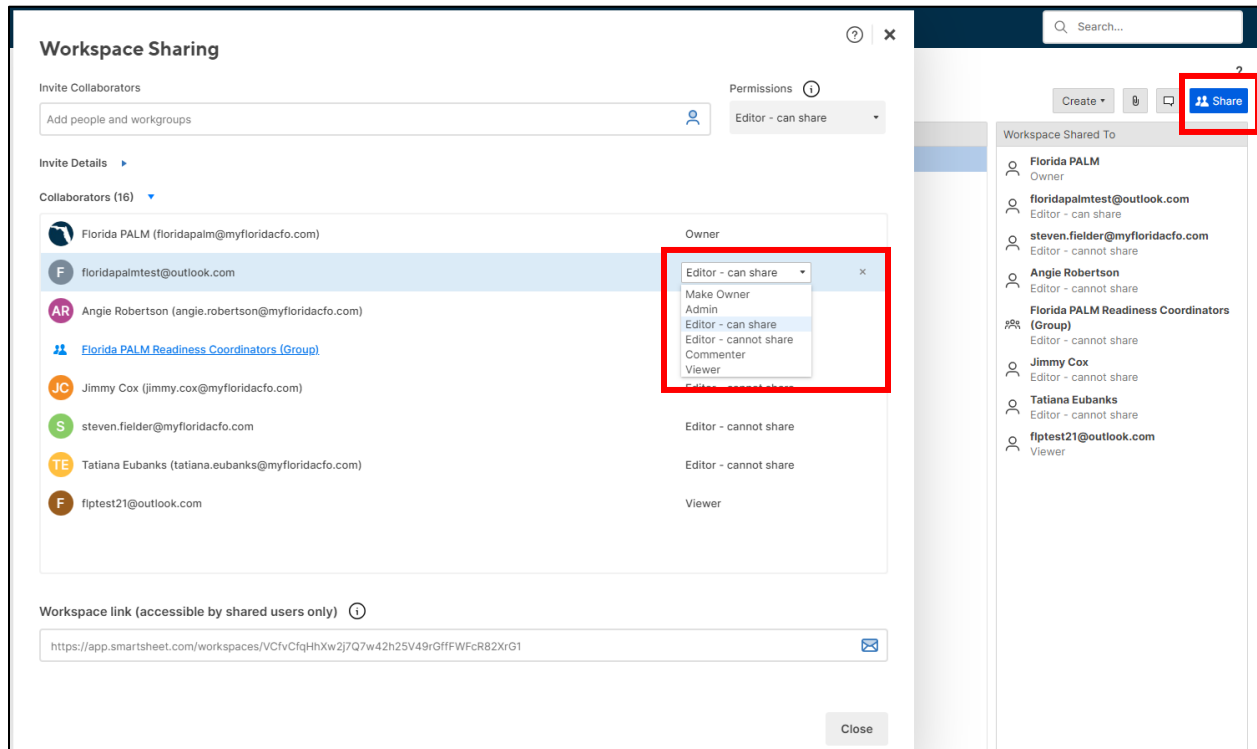 Workspace Sharing
Search...
?
Invite Collaborators
Permissions
Add people and workgroups
Editor - can share
Create
Share
Invite Details
Collaborators (16)
Florida PALM (floridapalm@myfloridacfo.com)
Owner
F
floridapalmtest@outlook.com
Editor - can share
×
Make Owner
Admin
Editor - can share
Editor - cannot share
Commenter
Viewer
AR
Angie Robertson (angie.robertson@myfloridacfo.com)
Florida PALM Readiness Coordinators (Group)
JC
Jimmy Cox (jimmy.cox@myfloridacfo.com)
Editor - cannot share
S
steven.fielder@myfloridacfo.com
Editor - cannot share
TE
Tatiana Eubanks (tatiana.eubanks@myfloridacfo.com)
Editor - cannot share
F
flptest21@outlook.com
Viewer
Workspace link (accessible by shared users only)
https://app.smartsheet.com/workspaces/VCfvCfqHhXw2j7Q7w42h25V49rGffFWFcR82XrG1
Close
Workspace Shared To
Florida PALM
Owner
floridapalmtest@outlook.com
Editor - can share
steven.fielder@myfloridacfo.com
Editor - cannot share
Angie Robertson
Editor - cannot share
Florida PALM Readiness Coordinators
(Group)
Editor - cannot share
Jimmy Cox
Editor - cannot share
Tatiana Eubanks
Editor - cannot share
flptest21@outlook.com
Viewer